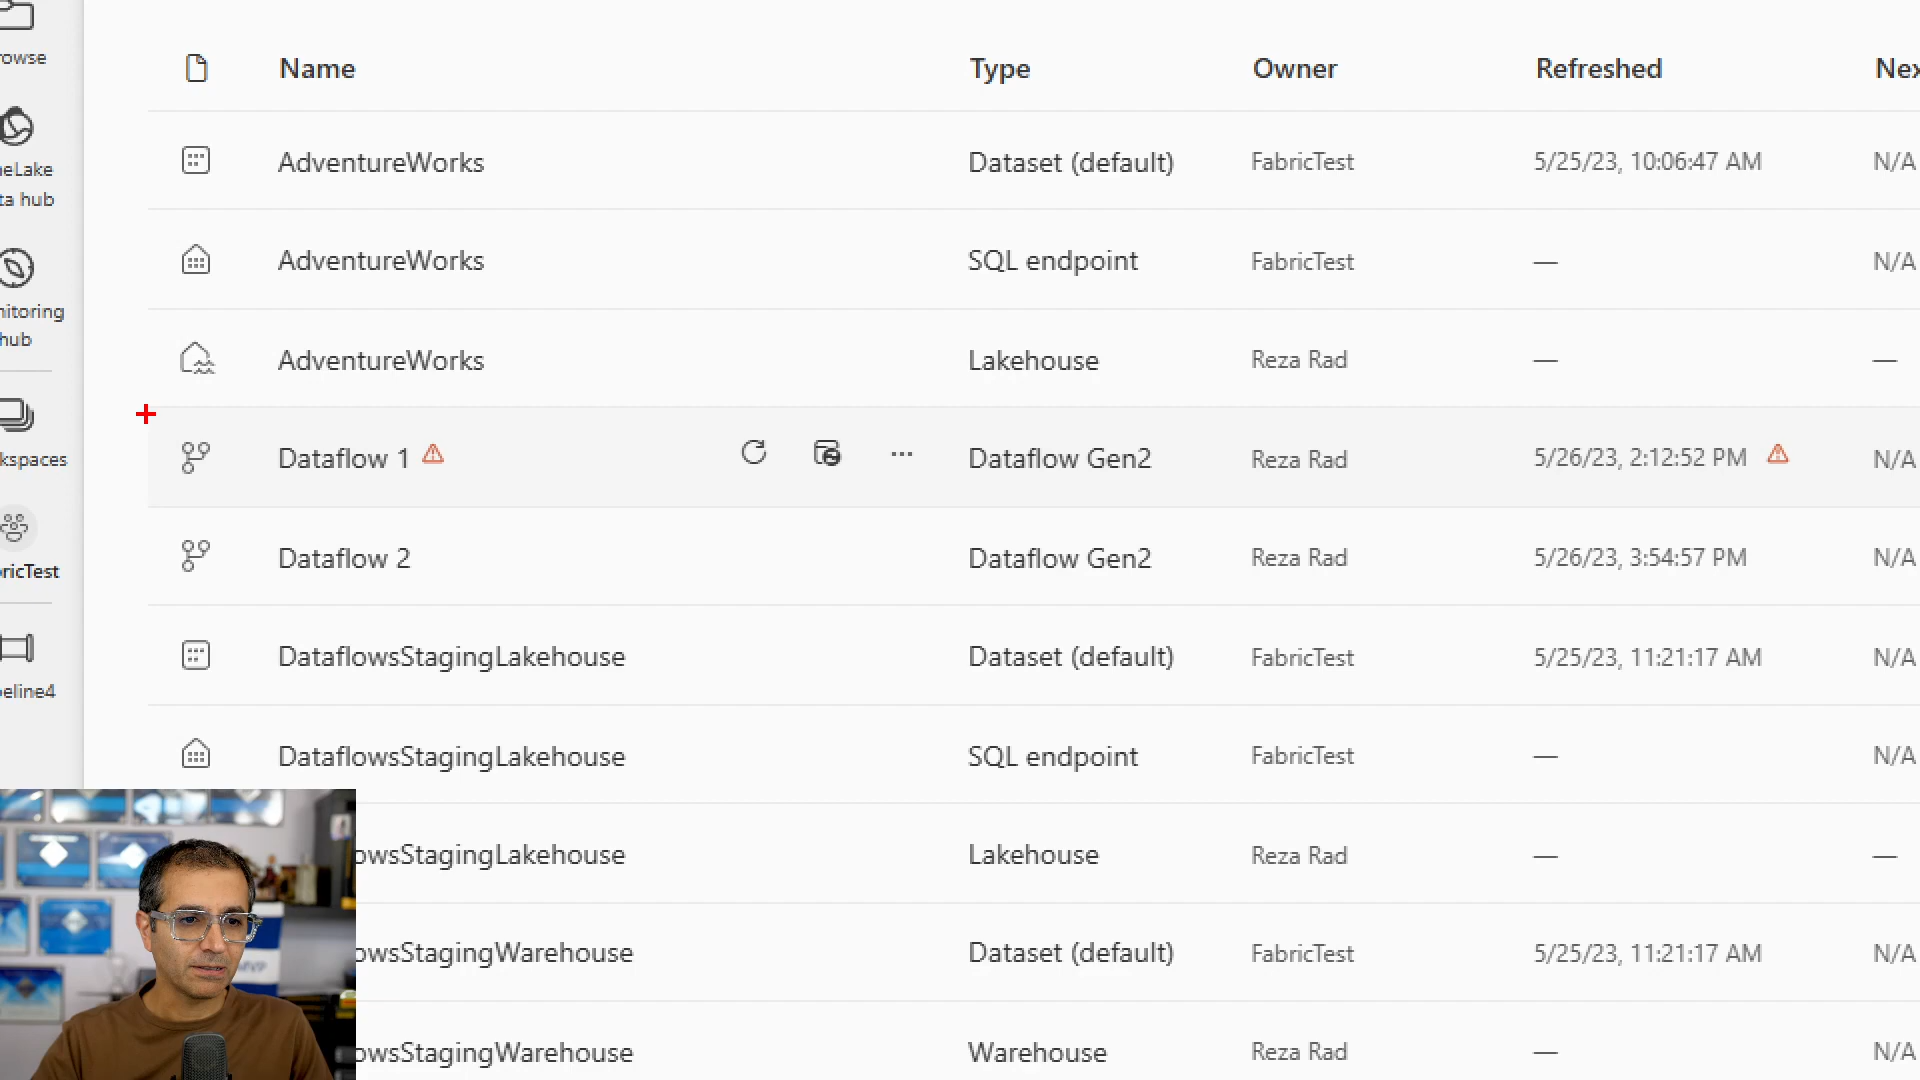 Name Type Owner Refreshed
AdventureWorks Dataset (default) FabricTest 5/25/23, 10:06:47 AM N/A
AdventureWorks SQL endpoint FabricTest — N/A
AdventureWorks Lakehouse Reza Rad — —
Dataflow 1 ... Dataflow Gen2 Reza Rad 5/26/23, 2:12:52 PM N/A
Dataflow 2 Dataflow Gen2 Reza Rad 5/26/23, 3:54:57 PM N/A
DataflowsStagingLakehouse Dataset (default) FabricTest 5/25/23, 11:21:17 AM N/A
DataflowsStagingLakehouse SQL endpoint FabricTest — N/A
owsStagingLakehouse Lakehouse Reza Rad — —
owsStagingWarehouse Dataset (default) FabricTest 5/25/23, 11:21:17 AM N/A
owsStagingWarehouse Warehouse Reza Rad — N/A
owse
eLake
ta hub
nitoring
hub
kspaces
ricTest
eline4